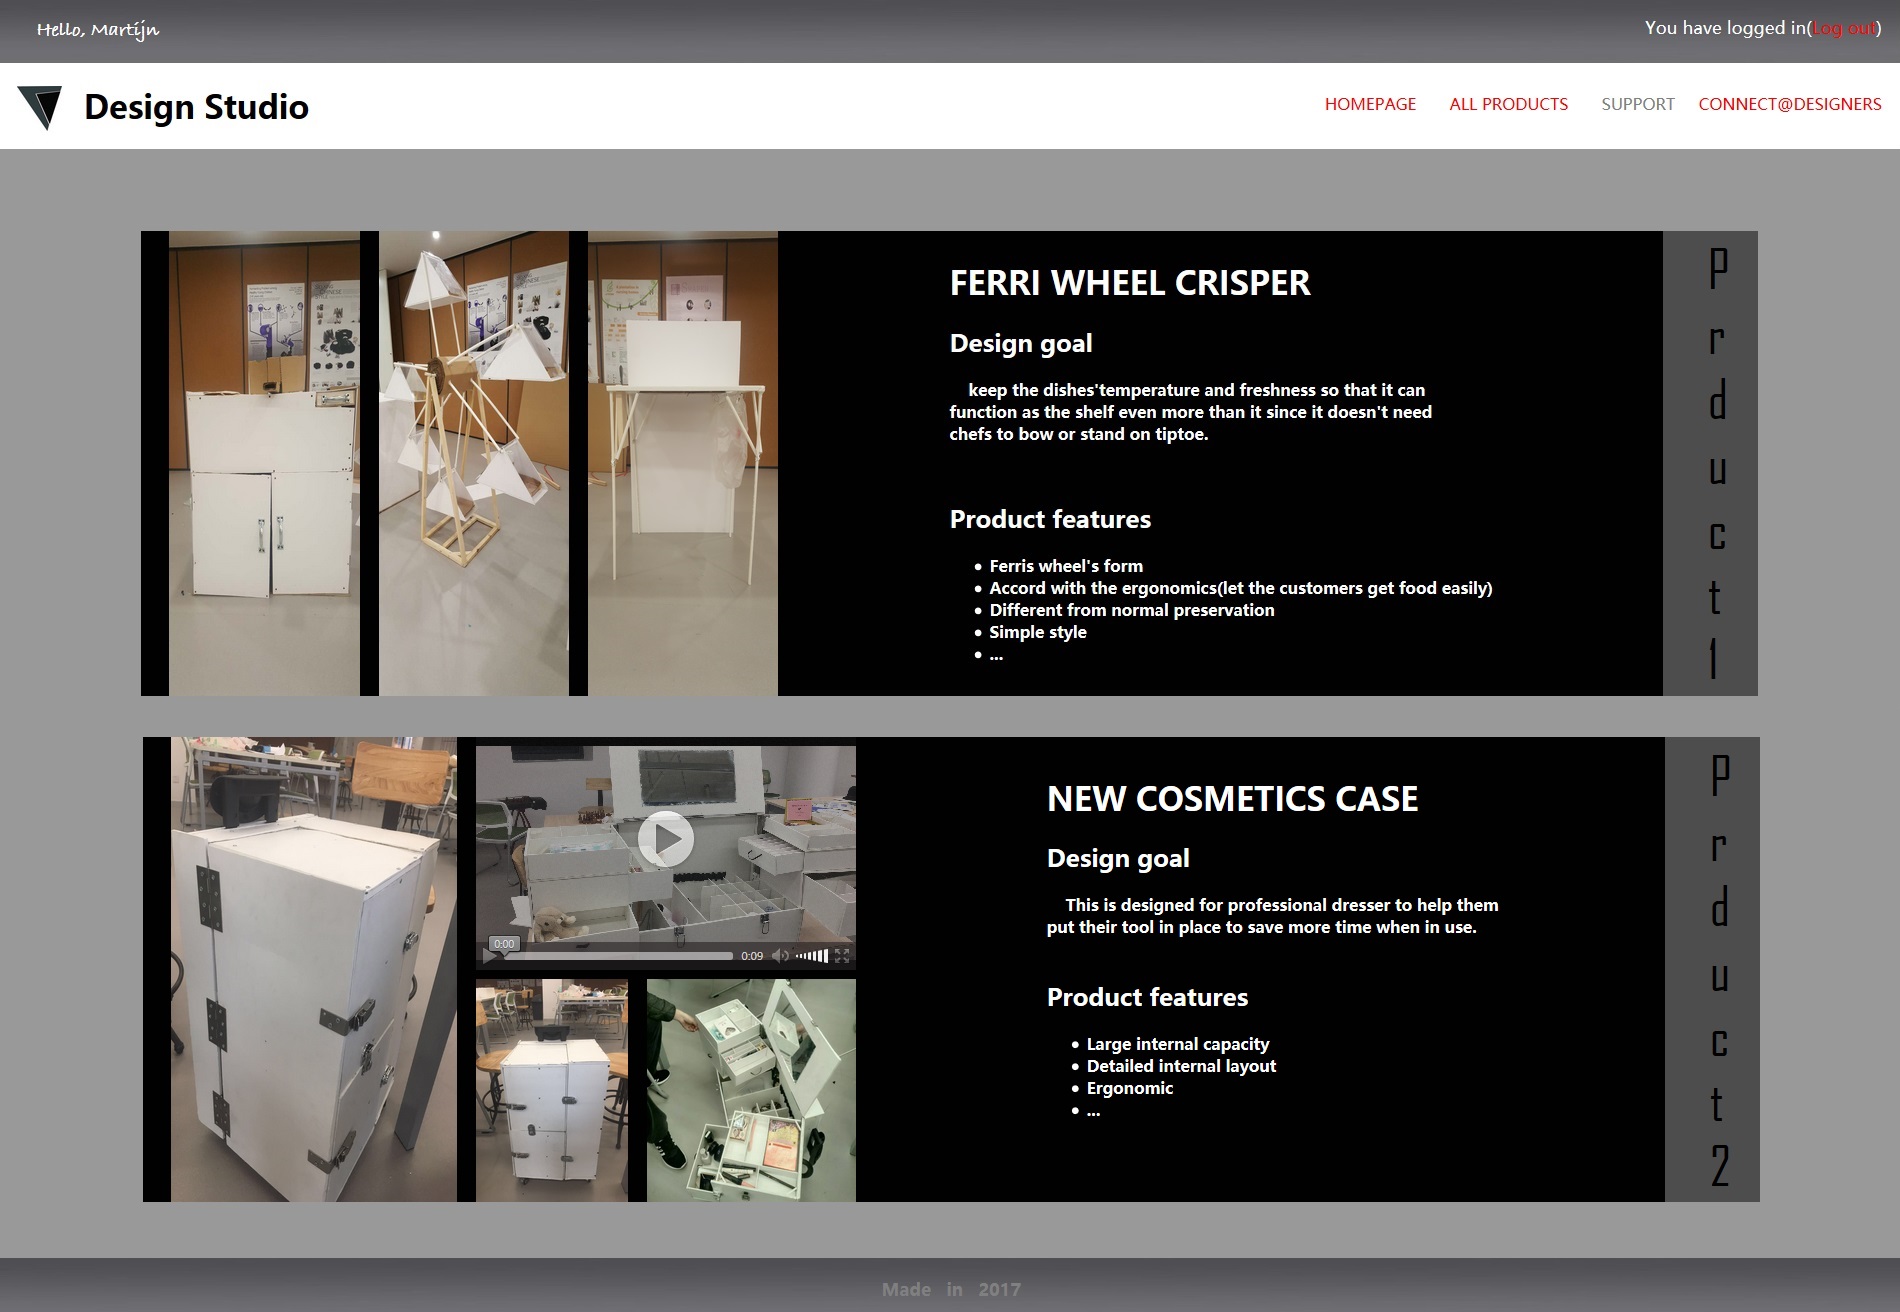 Hello, Martijn
You have logged in(Log out)
Design Studio
HOMEPAGE ALL PRODUCTS SUPPORT CONNECT@DESIGNERS
FERRI WHEEL CRISPER
Design goal
keep the dishes'temperature and freshness so that it can
function as the shelf even more than it since it doesn't need
chefs to bow or stand on tiptoe.
Product features
• Ferris wheel's form
• Accord with the ergonomics(let the customers get food easily)
• Different from normal preservation
• Simple style
• ...
P
r
d
u
c
t
1
NEW COSMETICS CASE
Design goal
This is designed for professional dresser to help them
put their tool in place to save more time when in use.
Product features
• Large internal capacity
• Detailed internal layout
• Ergonomic
• ...
0:00
0:09
P
r
d
u
c
t
2
Made in 2017